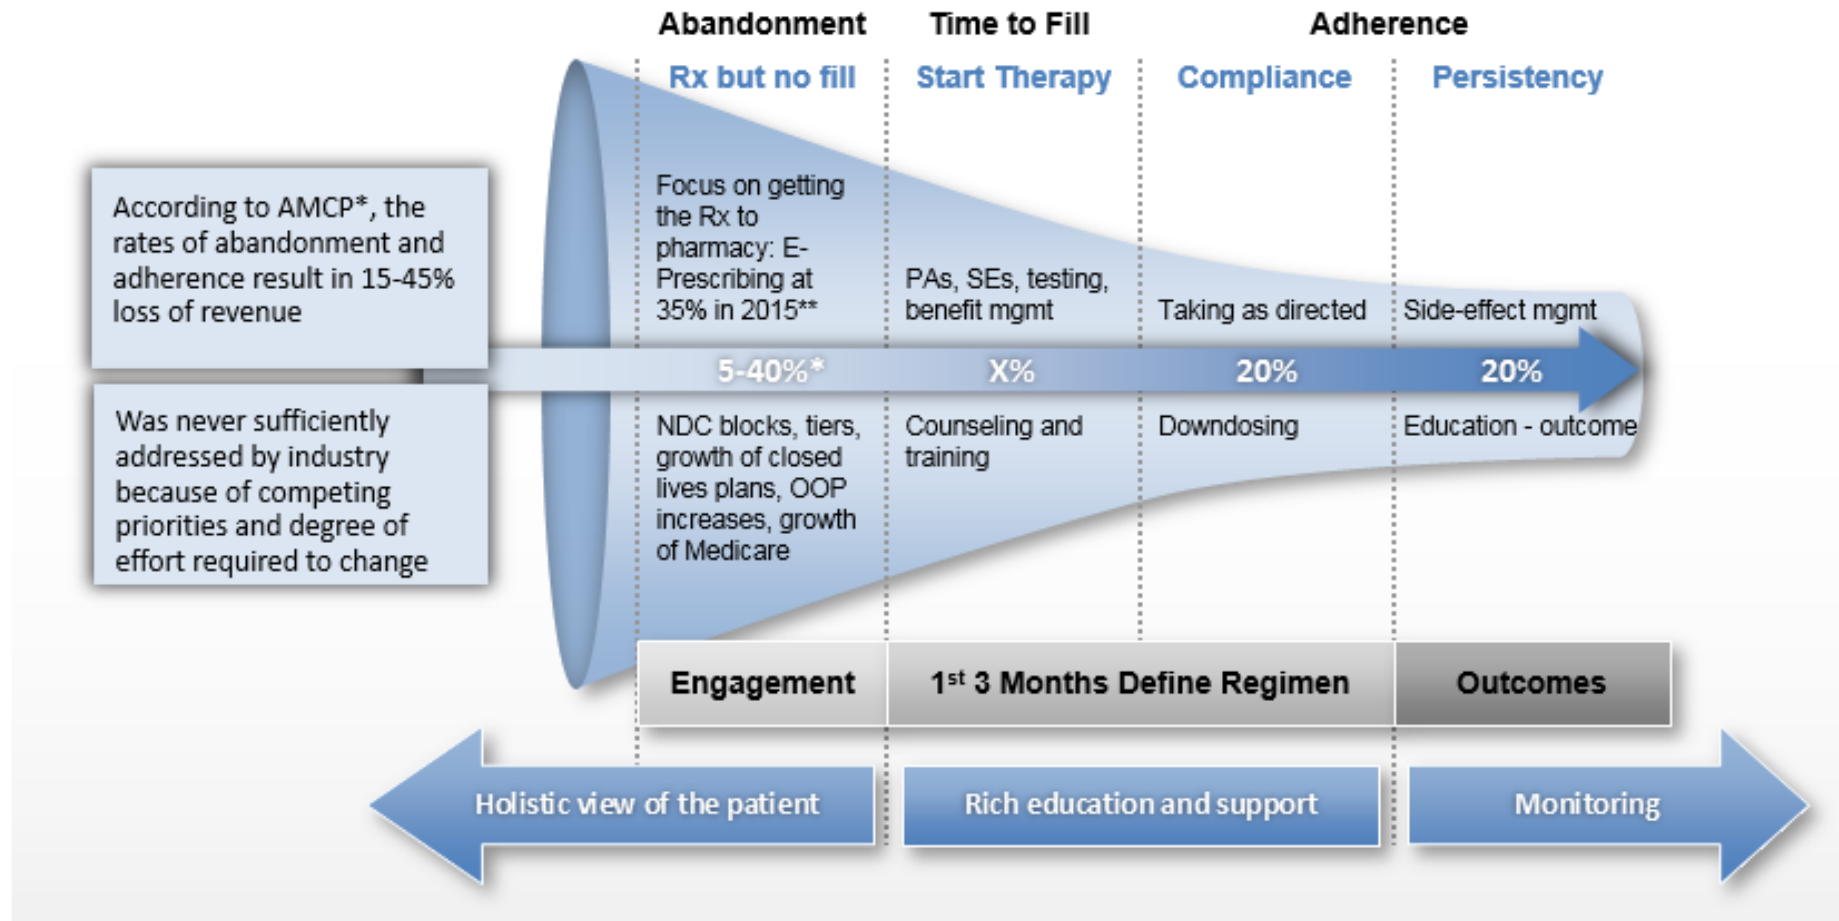 Abandonment
Time to Fill
Adherence
Rx but no fill
Start Therapy
Compliance
Persistency
According to AMCP*, the
rates of abandonment and
adherence result in 15-45%
loss of revenue
Was never sufficiently
addressed by industry
because of competing
priorities and degree of
effort required to change
Focus on getting
the Rx to
pharmacy: E-
Prescribing at
35% in 2015**
PAs, SEs, testing,
benefit mgmt
Taking as directed
Side-effect mgmt
5-40%*
X%
20%
20%
NDC blocks, tiers,
growth of closed
lives plans, OOP
increases, growth
of Medicare
Counseling and
training
Downdosing
Education - outcome
Engagement
1st 3 Months Define Regimen
Outcomes
Holistic view of the patient
Rich education and support
Monitoring